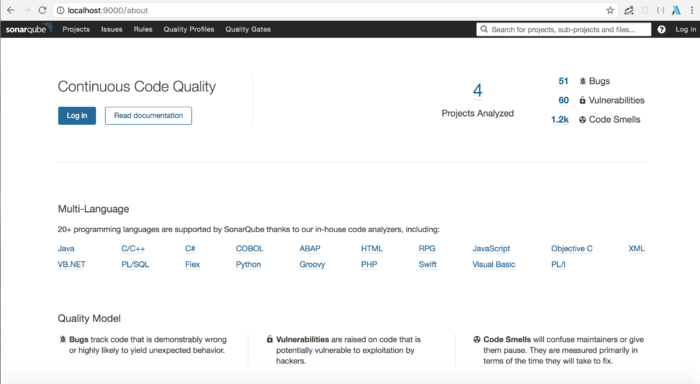 localhost:9000/about
sonarqube Projects Issues Rules Quality Profiles Quality Gates Search for projects, sub-projects and files... ? Log in
Continuous Code Quality
Log in Read documentation
4
Projects Analyzed
51 Bugs
60 Vulnerabilities
1.2k Code Smells
Multi-Language
20+ programming languages are supported by SonarQube thanks to our in-house code analyzers, including:
Java C/C++ C# COBOL ABAP HTML RPG JavaScript Objective C XML
VB.NET PL/SQL Flex Python Groovy PHP Swift Visual Basic PL/I
Quality Model
Bugs track code that is demonstrably wrong
or highly likely to yield unexpected behavior.
Vulnerabilities are raised on code that is
potentially vulnerable to exploitation by
hackers.
Code Smells will confuse maintainers or give
them pause. They are measured primarily in
terms of the time they will take to fix.